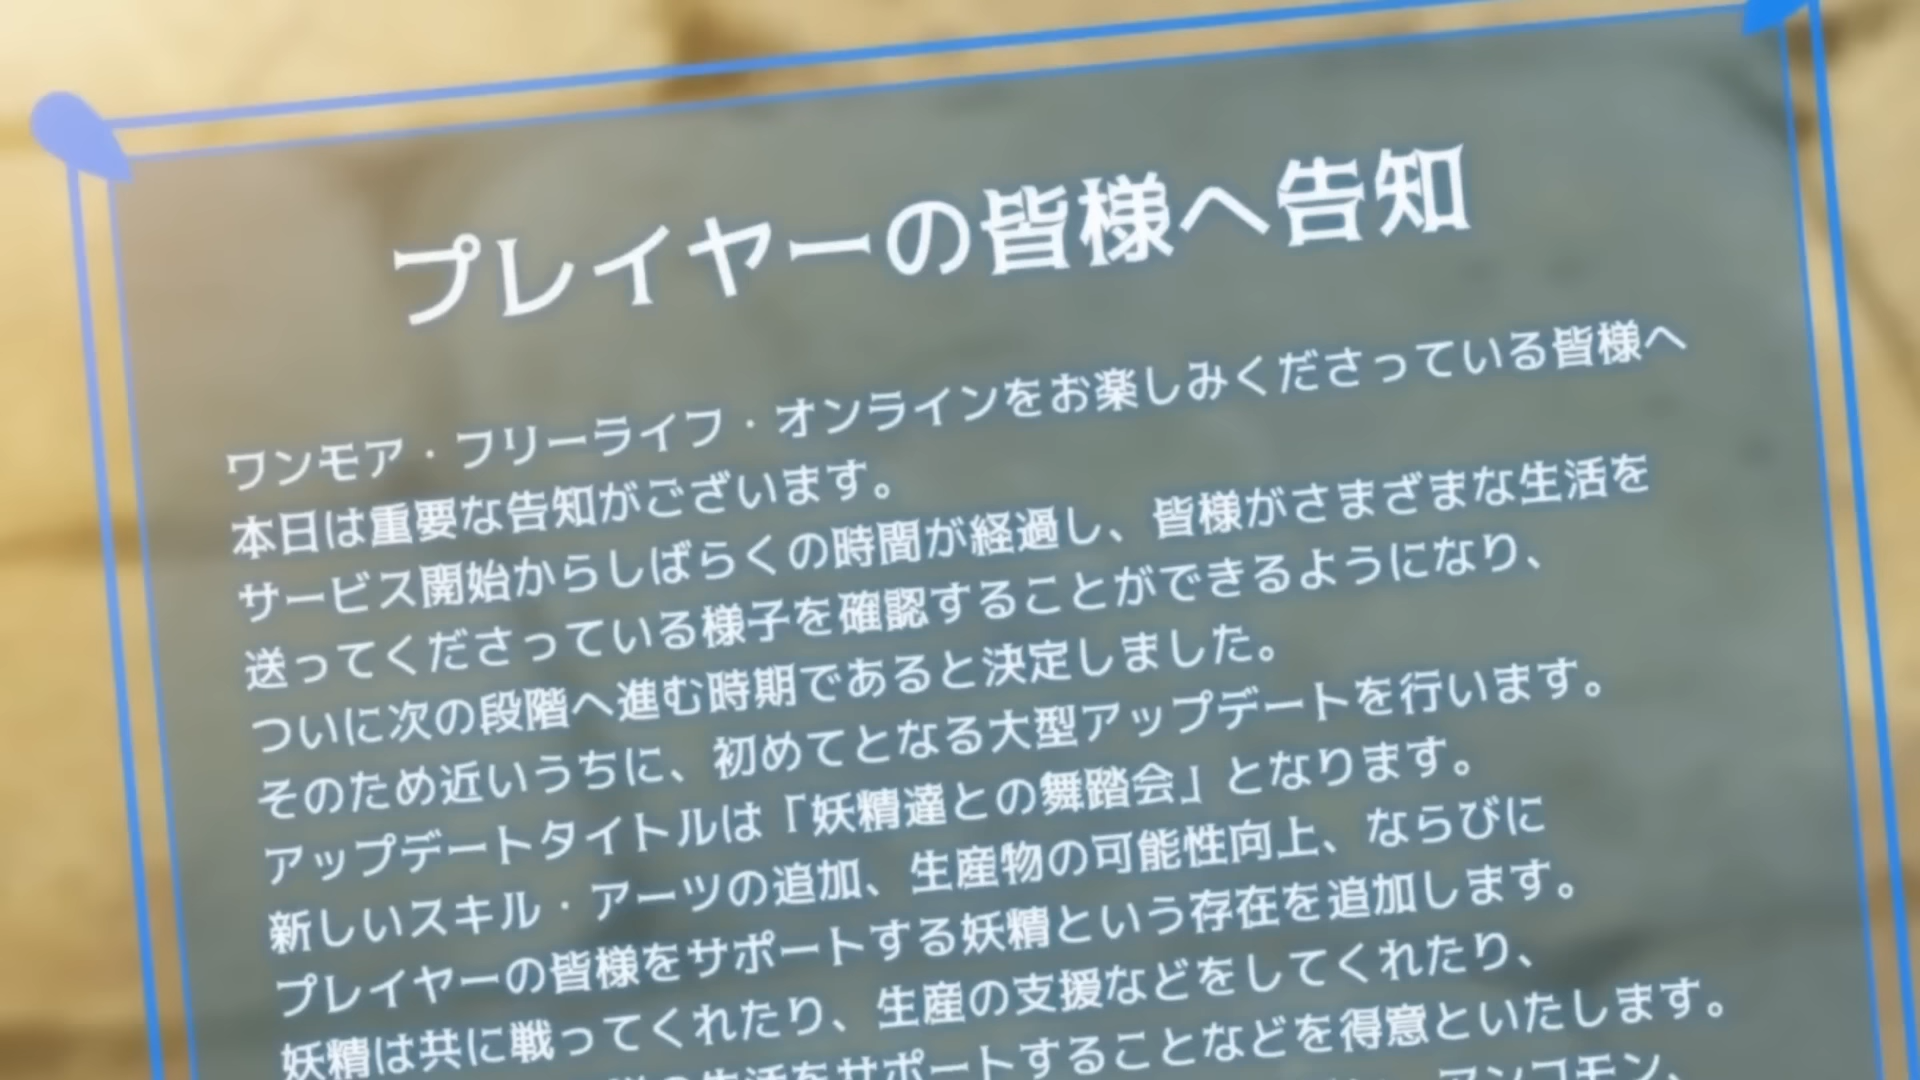 プレイヤーの皆様へ告知
ワンモア・フリーライフ・オンラインをお楽しみくださっている皆様へ
本日は重要な告知がございます。
サービス開始からしばらくの時間が経過し、皆様がさまざまな生活を
送ってくださっている様子を確認することができるようになり、
ついに次の段階へ進む時期であると決定しました。
そのため近いうちに、初めてとなる大型アップデートを行います。
アップデートタイトルは「妖精達との舞踏会」となります。
新しいスキル・アーツの追加、生産物の可能性向上、ならびに
プレイヤーの皆様をサポートする妖精という存在を追加します。
妖精は共に戦ってくれたり、生産の支援などをしてくれたり、
の生活をサポートすることなどを得意といたします。
アンコモン、